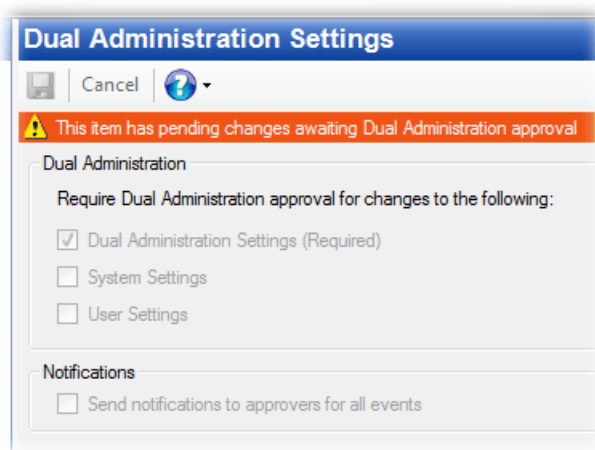 Dual Administration Settings
Cancel
This item has pending changes awaiting Dual Administration approval
Dual Administration
Require Dual Administration approval for changes to the following:
Dual Administration Settings (Required)
System Settings
User Settings
Notifications
Send notifications to approvers for all events